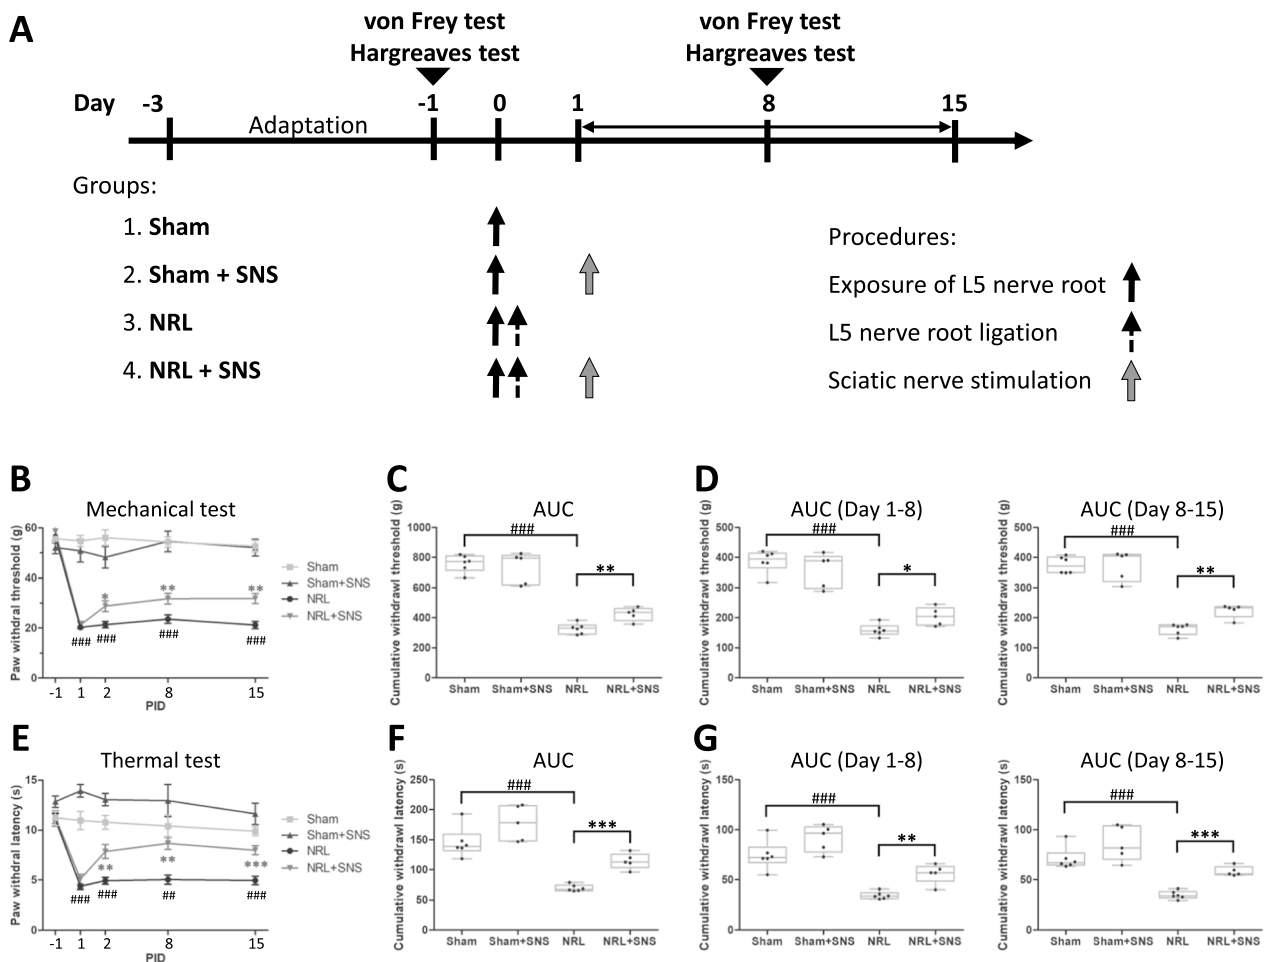 A
von Frey test
Hargreaves test
von Frey test
Hargreaves test
Day -3 -1 0 1 8 15
Adaptation
Groups:
1. Sham
2. Sham + SNS
3. NRL
4. NRL + SNS
Procedures:
Exposure of L5 nerve root
L5 nerve root ligation
Sciatic nerve stimulation
B
Mechanical test
Paw withdral threshold (g)
60
40
20
0
** **
*
### ### ### ###
-1 1 2 8 15
PID
Sham
Sham+SNS
NRL
NRL+SNS
C
AUC
Cumulative withdrawl threshold (g)
1000
800
600
400
200
0
###
**
Sham Sham+SNS NRL NRL+SNS
D
AUC (Day 1-8)
Cumulative withdrawl threshold (g)
500
400
300
200
100
0
###
*
Sham Sham+SNS NRL NRL+SNS
AUC (Day 8-15)
Cumulative withdrawl threshold (g)
500
400
300
200
100
0
###
**
Sham Sham+SNS NRL NRL+SNS
E
Thermal test
Paw withdral latency (s)
15
10
5
0
** ** ***
### ### ## ###
-1 1 2 8 15
PID
Sham
Sham+SNS
NRL
NRL+SNS
F
AUC
Cumulative withdrawl latency (s)
250
200
150
100
50
0
###
***
Sham Sham+SNS NRL NRL+SNS
G
AUC (Day 1-8)
Cumulative withdrawl latency (s)
150
100
50
0
###
**
Sham Sham+SNS NRL NRL+SNS
AUC (Day 8-15)
Cumulative withdrawl latency (s)
150
100
50
0
###
***
Sham Sham+SNS NRL NRL+SNS